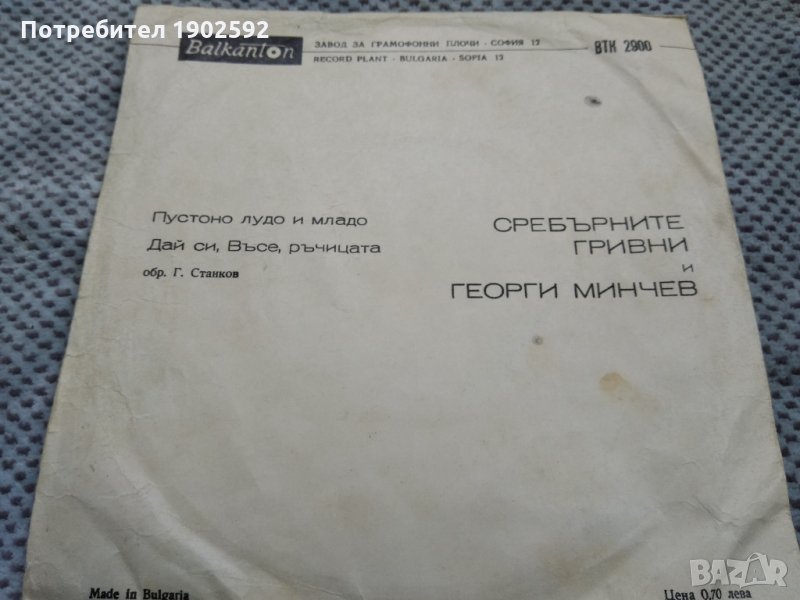 Потребител 1902592
Balkanton
ЗАВОД ЗА ГРАМОФОННИ ПЛОЧИ · СОФИЯ 12
RECORD PLANT · BULGARIA · SOFIA 12
ВТК 2900
Пустоно лудо и младо
Дай си, Въсе, ръчицата
обр. Г. Станков
СРЕБЪРНИТЕ
ГРИВНИ
и
ГЕОРГИ МИНЧЕВ
Made in Bulgaria
Цена 0,70 лева
BAZAR